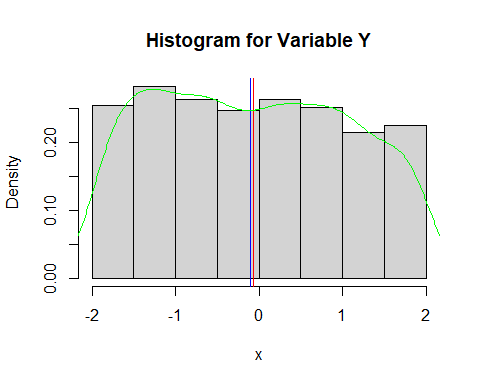 Histogram for Variable Y
Density
0.20
0.10
0.00
-2 -1 0 1 2
x